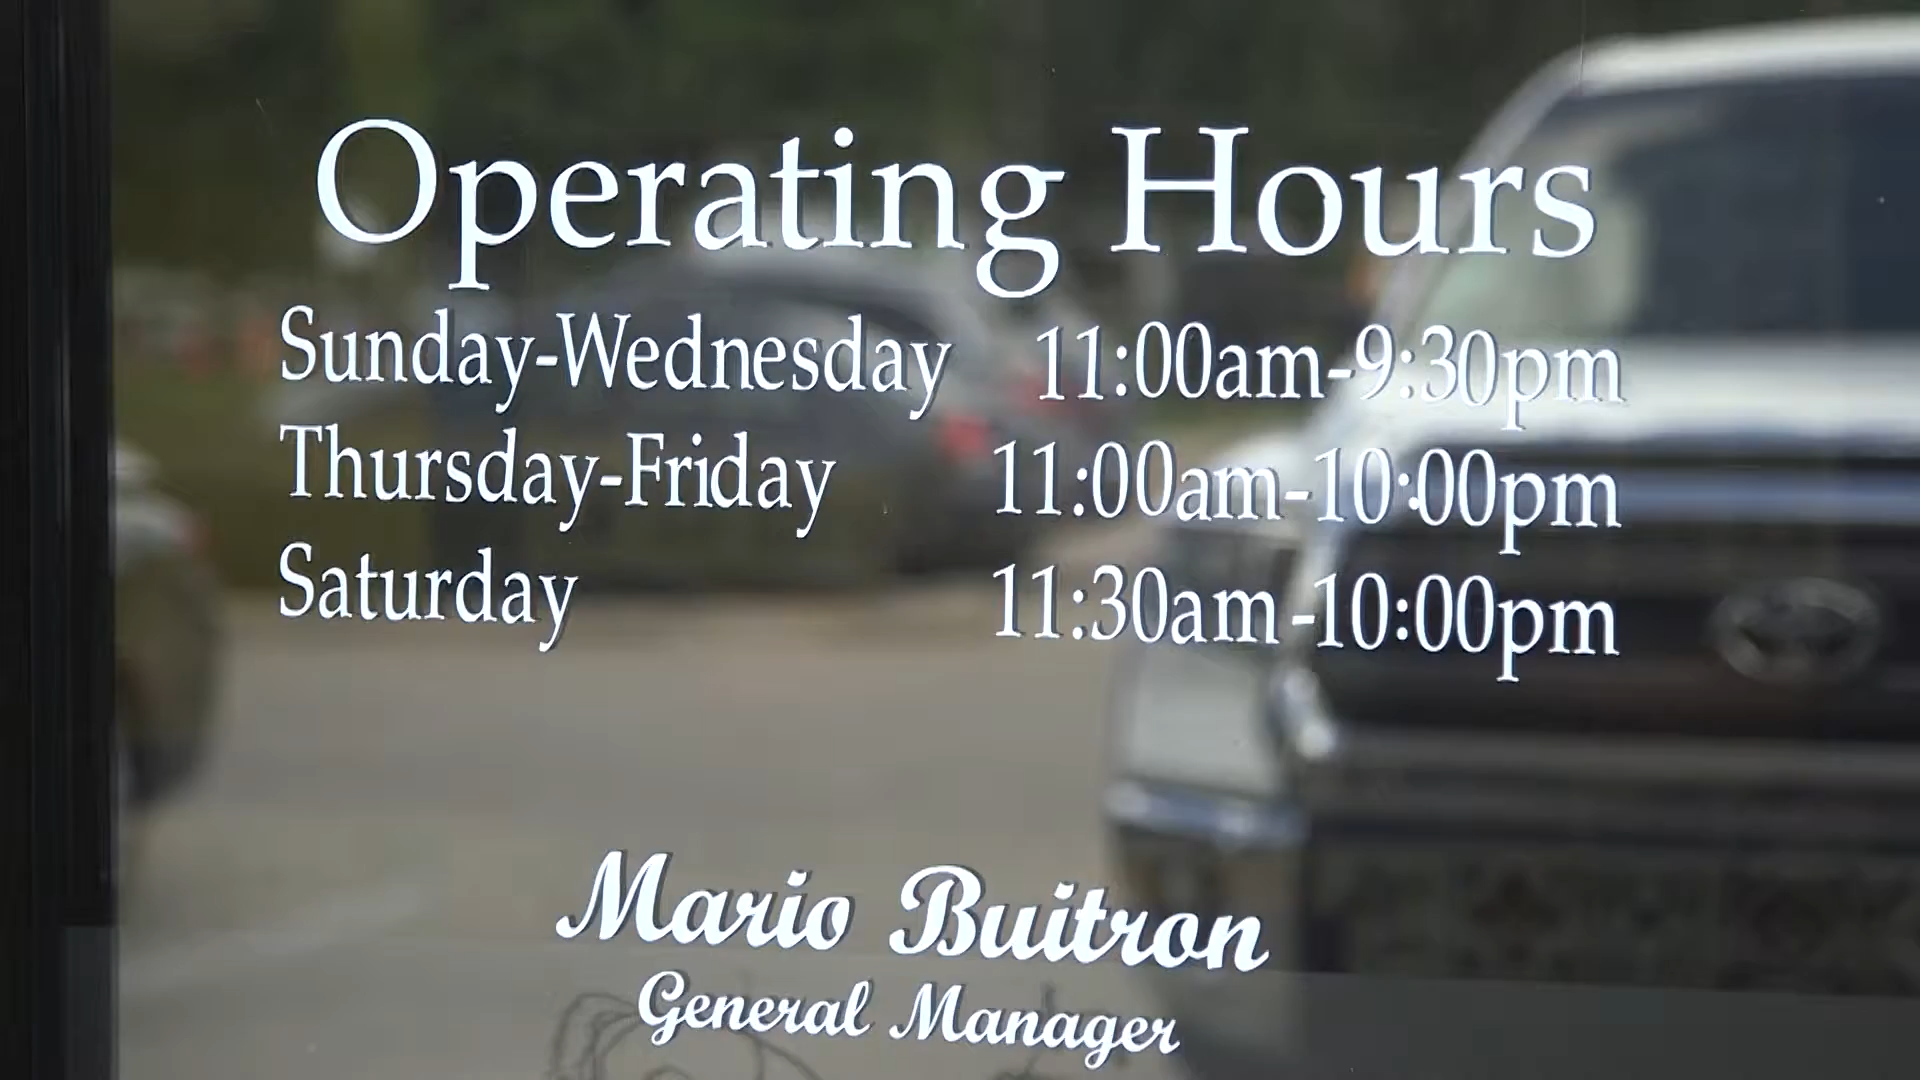 Operating Hours
Sunday-Wednesday 11:00am-9:30pm
Thursday-Friday 11:00am-10:00pm
Saturday 11:30am-10:00pm
Mario Buitron
General Manager